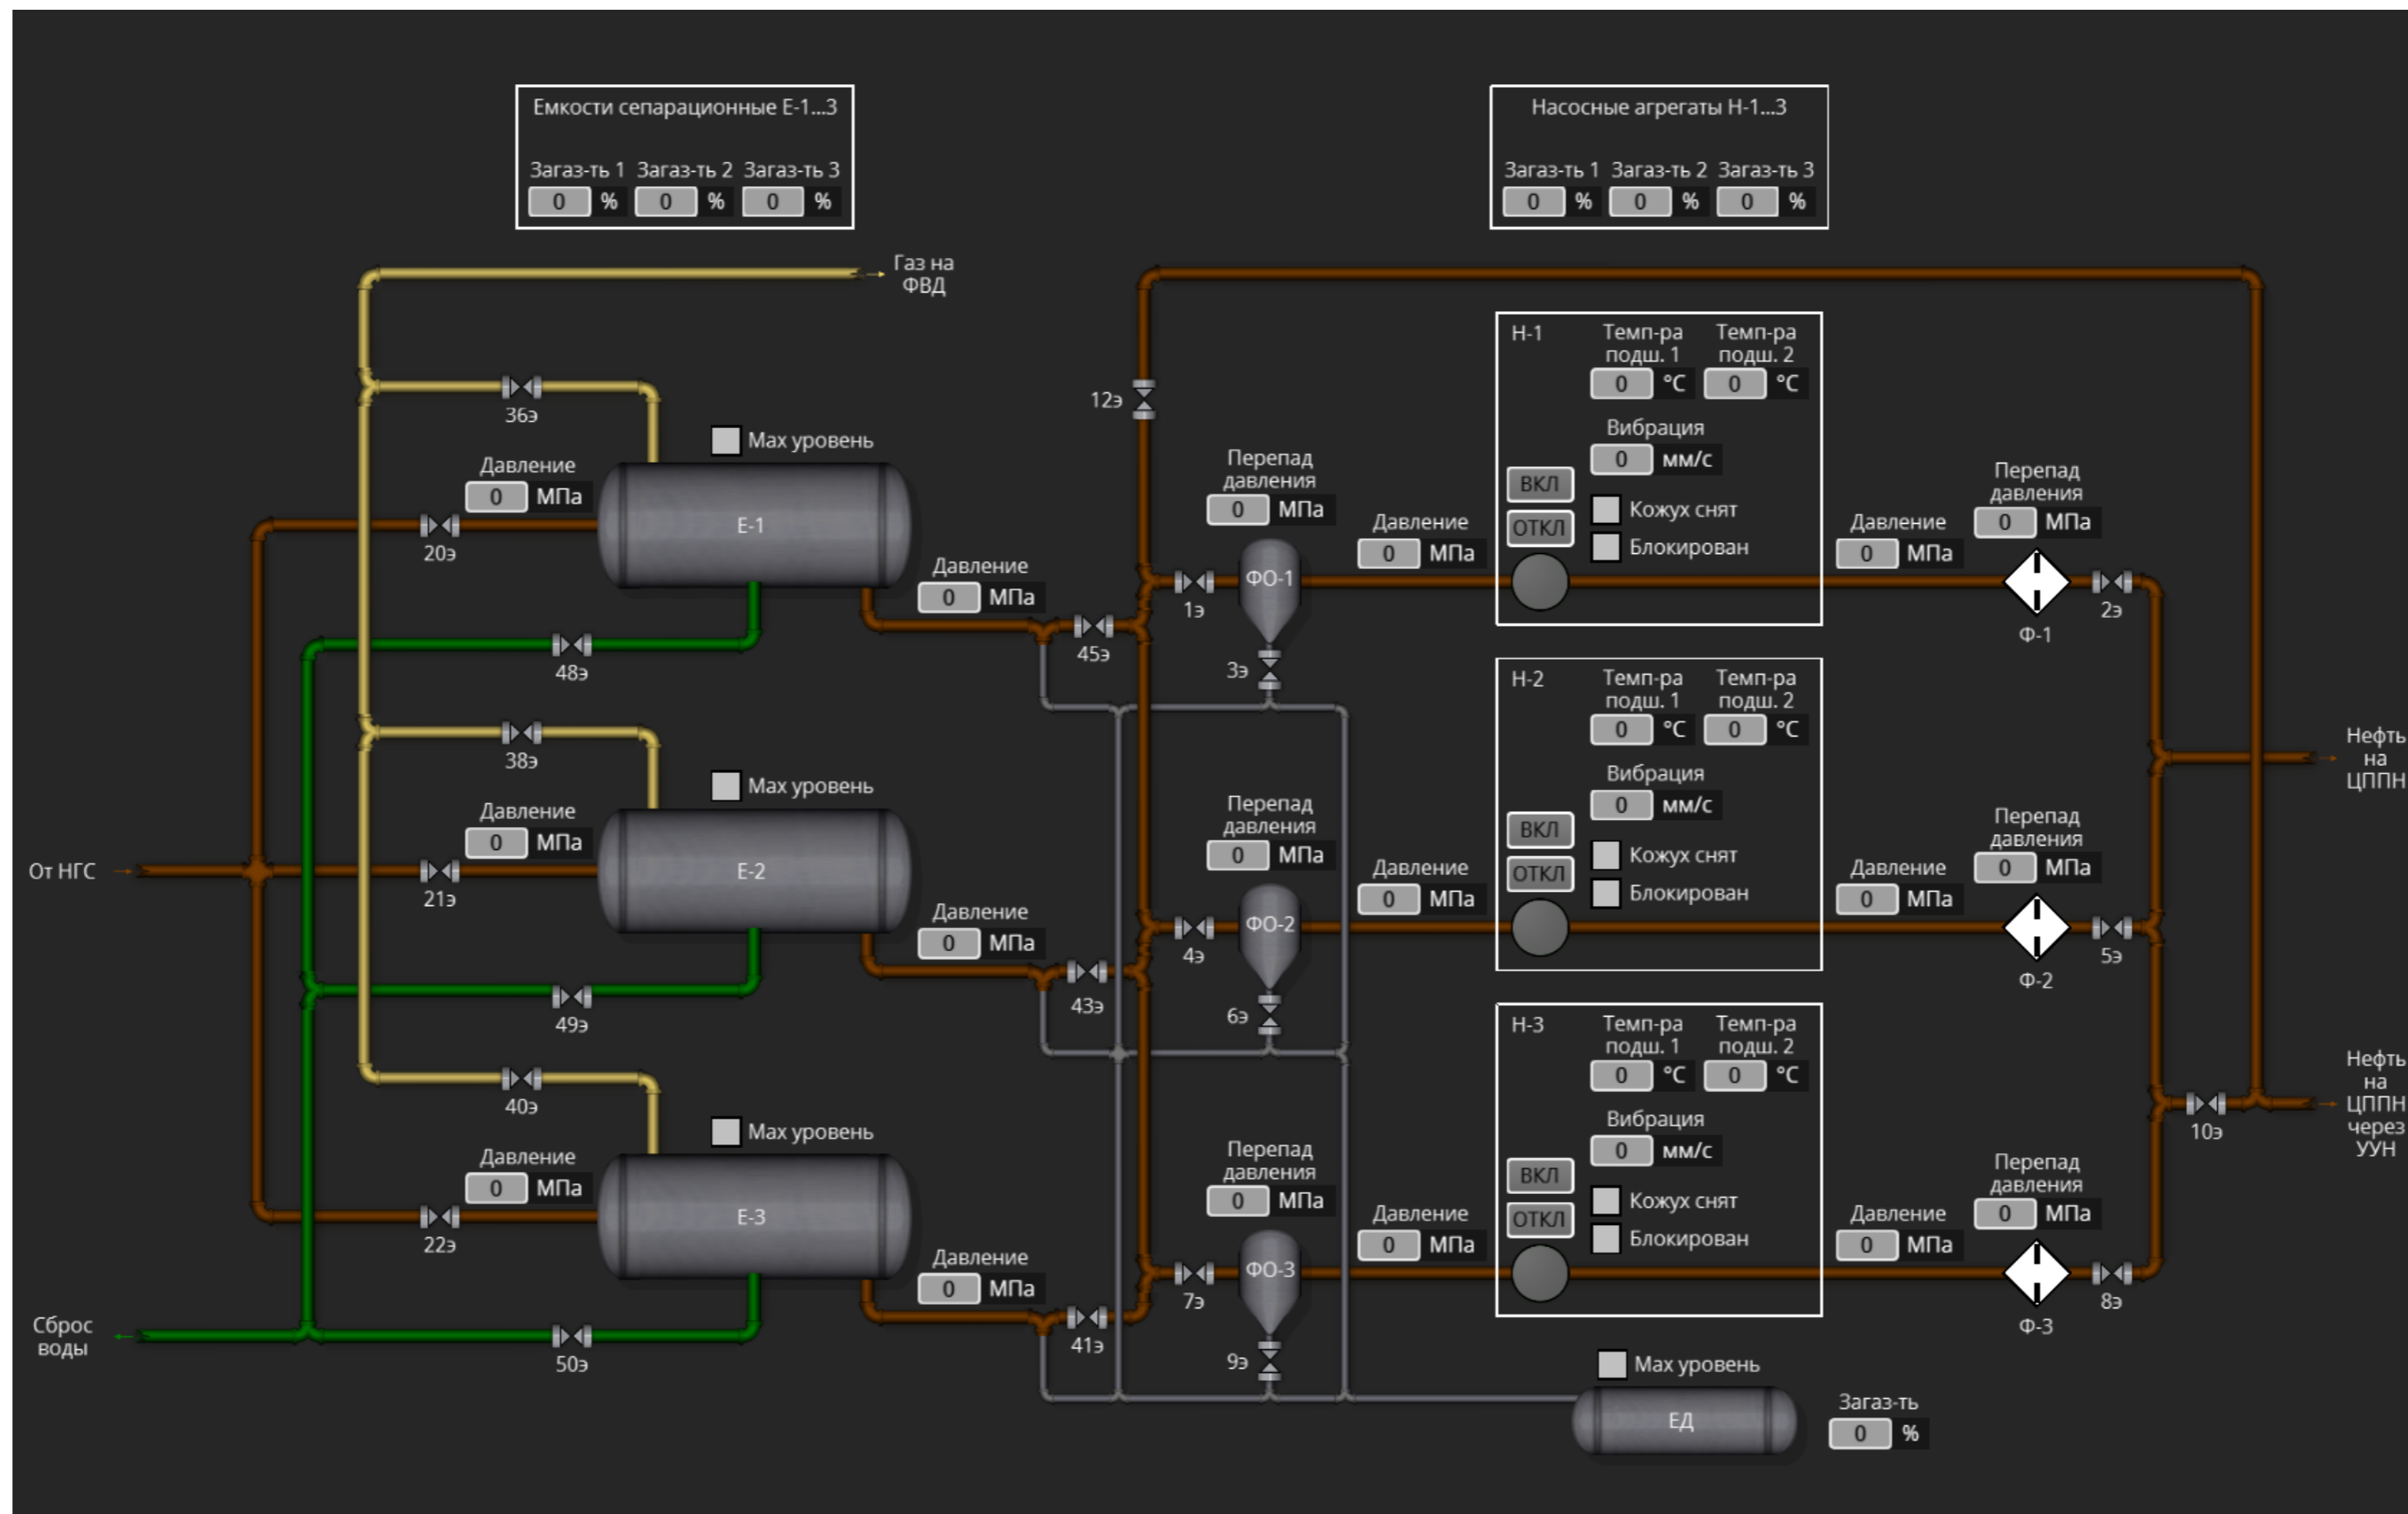 Емкости сепарационные Е-1...3
Загаз-ть 1 Загаз-ть 2 Загаз-ть 3
0 % 0 % 0 %
Насосные агрегаты Н-1...3
Загаз-ть 1 Загаз-ть 2 Загаз-ть 3
0 % 0 % 0 %
Газ на
ФВД
36э
Max уровень
Давление
0 МПа
20э
Е-1
48э
Давление
0 МПа
45э
38э
Max уровень
Давление
0 МПа
От НГС
21э
Е-2
49э
Давление
0 МПа
43э
40э
Max уровень
Давление
0 МПа
22э
Е-3
Сброс
воды
50э
Давление
0 МПа
41э
12э
Перепад
давления
0 МПа
1э
ФО-1
3э
Давление
0 МПа
Н-1
Темп-ра
подш. 1
0 °C
Темп-ра
подш. 2
0 °C
Вибрация
0 мм/с
ВКЛ
ОТКЛ
Кожух снят
Блокирован
Давление
0 МПа
Перепад
давления
0 МПа
Ф-1
2э
Перепад
давления
0 МПа
4э
ФО-2
6э
Давление
0 МПа
Н-2
Темп-ра
подш. 1
0 °C
Темп-ра
подш. 2
0 °C
Вибрация
0 мм/с
ВКЛ
ОТКЛ
Кожух снят
Блокирован
Давление
0 МПа
Перепад
давления
0 МПа
Ф-2
5э
Нефть
на
ЦППН
Перепад
давления
0 МПа
7э
ФО-3
9э
Давление
0 МПа
Н-3
Темп-ра
подш. 1
0 °C
Темп-ра
подш. 2
0 °C
Вибрация
0 мм/с
ВКЛ
ОТКЛ
Кожух снят
Блокирован
Давление
0 МПа
Перепад
давления
0 МПа
Ф-3
8э
10э
Нефть
на
ЦППН
через
УУН
Max уровень
ЕД
Загаз-ть
0 %